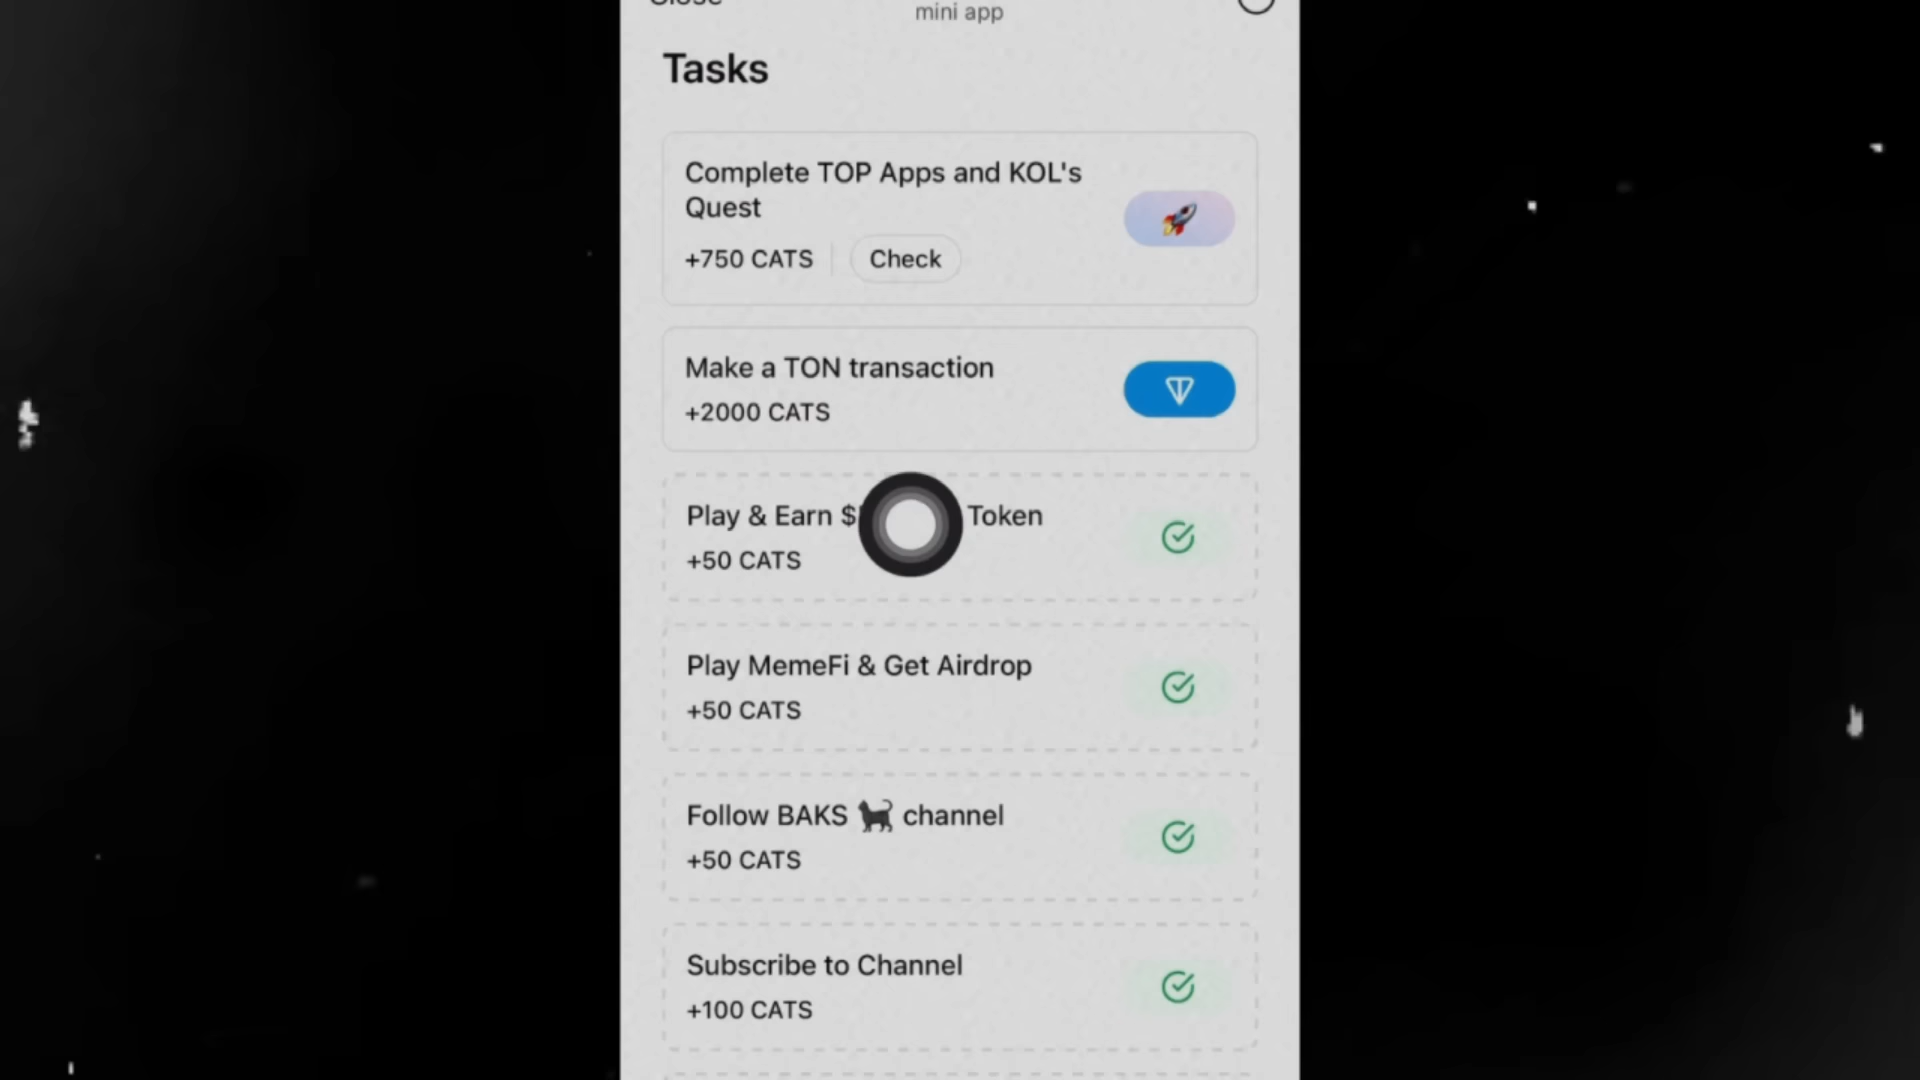 Close
mini app
Tasks
Complete TOP Apps and KOL's
Quest
+750 CATS
Check
Make a TON transaction
+2000 CATS
Play & Earn $ Token
+50 CATS
Play MemeFi & Get Airdrop
+50 CATS
Follow BAKS 🐈‍⬛ channel
+50 CATS
Subscribe to Channel
+100 CATS